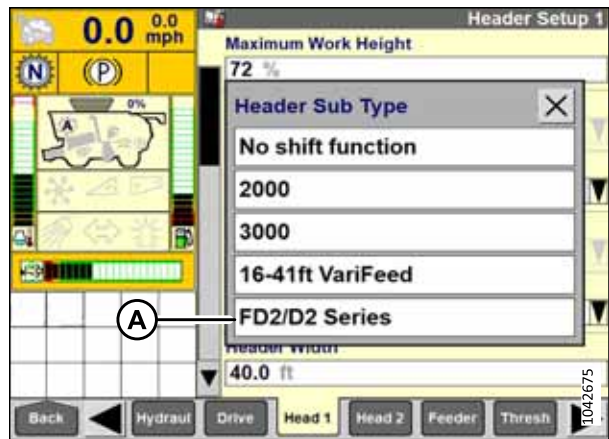 0.0 0.0 mph
Header Setup 1
Maximum Work Height
72 %
N (P)
0%
A
Header Sub Type
No shift function
2000
3000
16-41ft VariFeed
FD2/D2 Series
A
Header Width
40.0 ft
Back Hydraul Drive Head 1 Head 2 Feeder Thresh
1042675